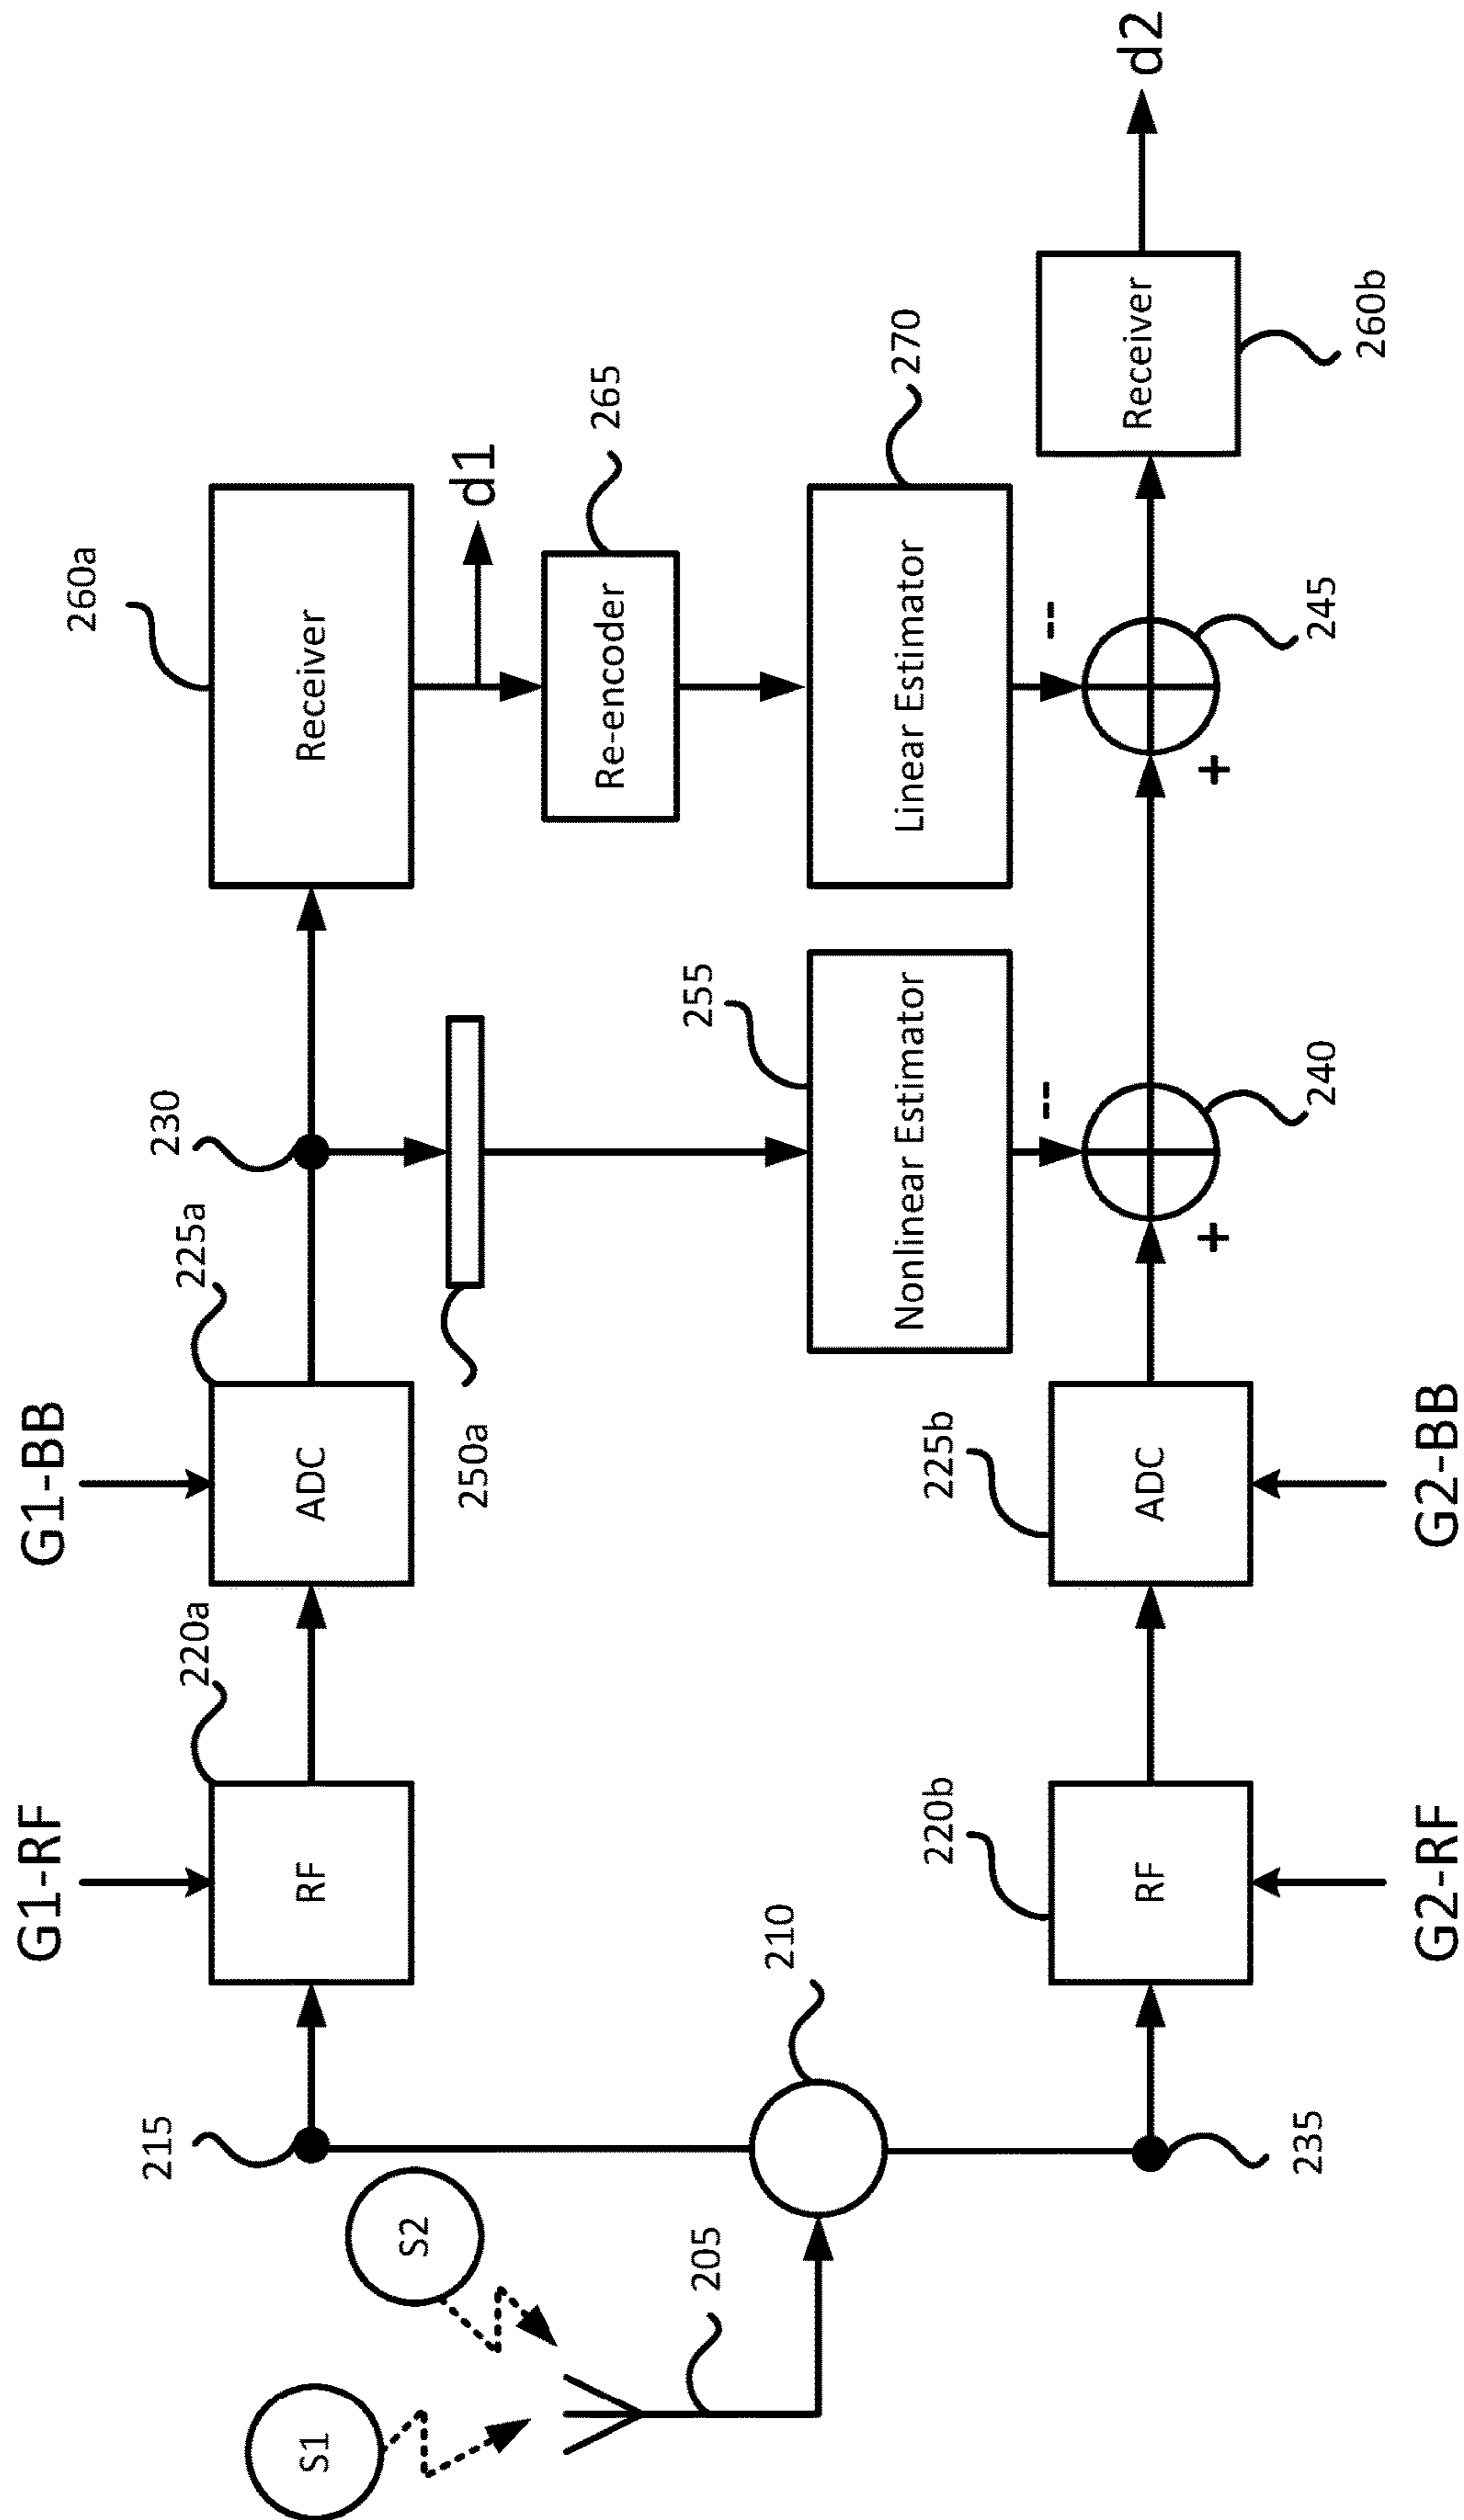 G1-RF
G1-BB
215
220a
225a
230
260a
S1
S2
RF
ADC
Receiver
250a
d1
205
210
255
Re-encoder
265
Nonlinear Estimator
Linear Estimator
270
220b
225b
--
--
RF
ADC
Receiver
d2
+
+
235
240
245
260b
G2-RF
G2-BB